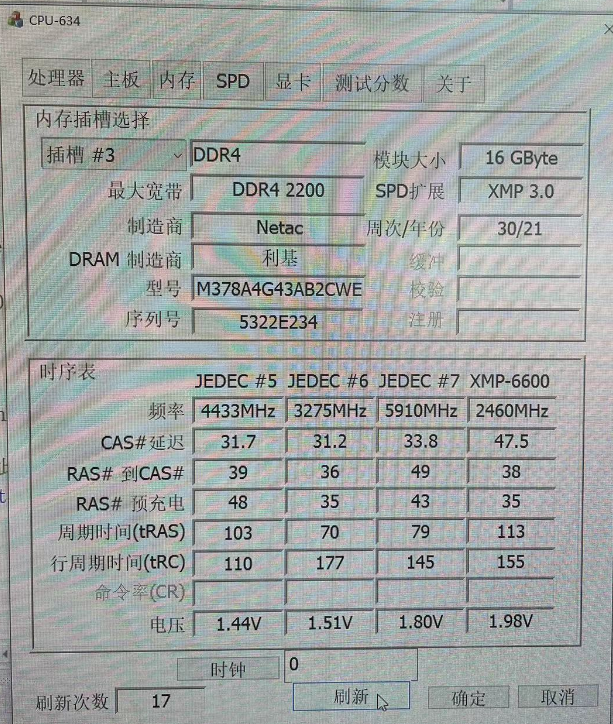 CPU-634
处理器 主板 内存 SPD 显卡 测试分数 关于
内存插槽选择
插槽 #3 DDR4 模块大小 16 GByte
最大宽带 DDR4 2200 SPD扩展 XMP 3.0
制造商 Netac 周次/年份 30/21
DRAM 制造商 利基 缓冲
型号 M378A4G43AB2CWE 校验
序列号 5322E234 注册
时序表
JEDEC #5 JEDEC #6 JEDEC #7 XMP-6600
频率 4433MHz 3275MHz 5910MHz 2460MHz
CAS#延迟 31.7 31.2 33.8 47.5
RAS# 到CAS# 39 36 49 38
RAS# 预充电 48 35 43 35
周期时间(tRAS) 103 70 79 113
行周期时间(tRC) 110 177 145 155
命令率(CR)
电压 1.44V 1.51V 1.80V 1.98V
时钟 0
刷新次数 17 刷新 确定 取消